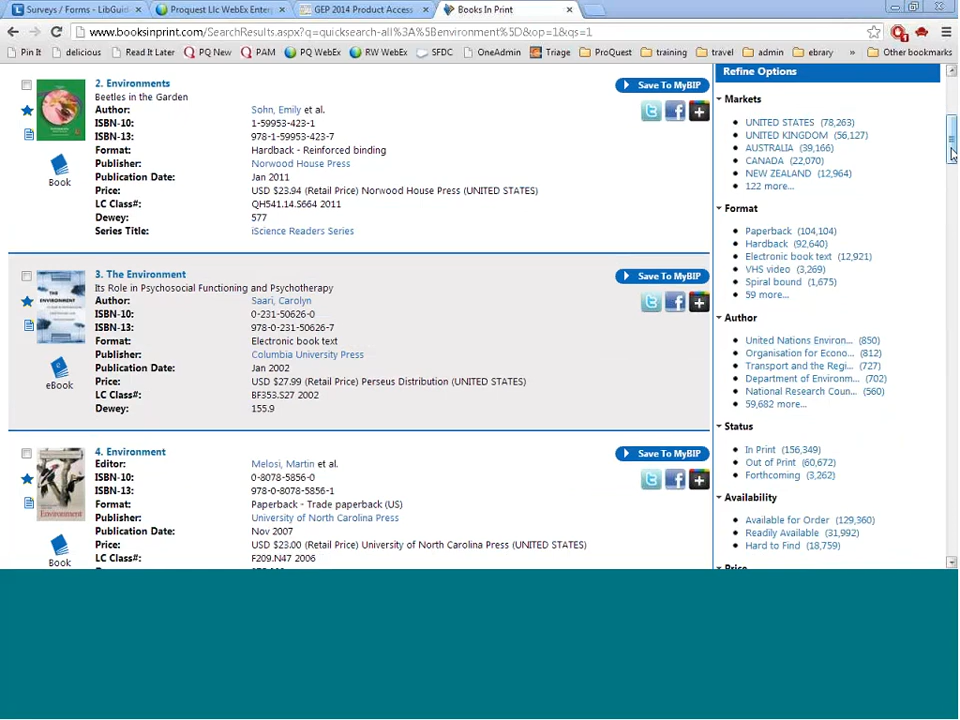 Surveys / Forms - LibGuid
Proquest Llc WebEx Enter
GEP 2014 Product Access
Books In Print
www.booksinprint.com/SearchResults.aspx?q=quicksearch-all%3A%5Benvironment%5D&op=1&qs=1
Pin It
delicious
Read It Later
PQ New
PAM
PQ WebEx
RW WebEx
SFDC
OneAdmin
Triage
ProQuest
training
travel
admin
ebrary
»
Other bookmarks
2. Environments
Beetles in the Garden
Author: Sohn, Emily et al.
ISBN-10: 1-59953-423-1
ISBN-13: 978-1-59953-423-7
Format: Hardback - Reinforced binding
Publisher: Norwood House Press
Publication Date: Jan 2011
Price: USD $23.94 (Retail Price) Norwood House Press (UNITED STATES)
LC Class#: QH541.14.S664 2011
Dewey: 577
Series Title: iScience Readers Series
Book
Save To MyBIP
3. The Environment
Its Role in Psychosocial Functioning and Psychotherapy
Author: Saari, Carolyn
ISBN-10: 0-231-50626-0
ISBN-13: 978-0-231-50626-7
Format: Electronic book text
Publisher: Columbia University Press
Publication Date: Jan 2002
Price: USD $27.99 (Retail Price) Perseus Distribution (UNITED STATES)
LC Class#: BF353.S27 2002
Dewey: 155.9
THE ENVIRONMENT
eBook
Save To MyBIP
4. Environment
Editor: Melosi, Martin et al.
ISBN-10: 0-8078-5856-0
ISBN-13: 978-0-8078-5856-1
Format: Paperback - Trade paperback (US)
Publisher: University of North Carolina Press
Publication Date: Nov 2007
Price: USD $23.00 (Retail Price) University of North Carolina Press (UNITED STATES)
LC Class#: F209.N47 2006
Environment
Book
Save To MyBIP
Refine Options
Markets
UNITED STATES (78,263)
UNITED KINGDOM (56,127)
AUSTRALIA (39,166)
CANADA (22,070)
NEW ZEALAND (12,964)
122 more...
Format
Paperback (104,104)
Hardback (92,640)
Electronic book text (12,921)
VHS video (3,269)
Spiral bound (1,675)
59 more...
Author
United Nations Environ... (850)
Organisation for Econo... (812)
Transport and the Regi... (727)
Department of Environm... (702)
National Research Coun... (560)
59,682 more...
Status
In Print (156,349)
Out of Print (60,672)
Forthcoming (3,262)
Availability
Available for Order (129,360)
Readily Available (31,992)
Hard to Find (18,759)
Price